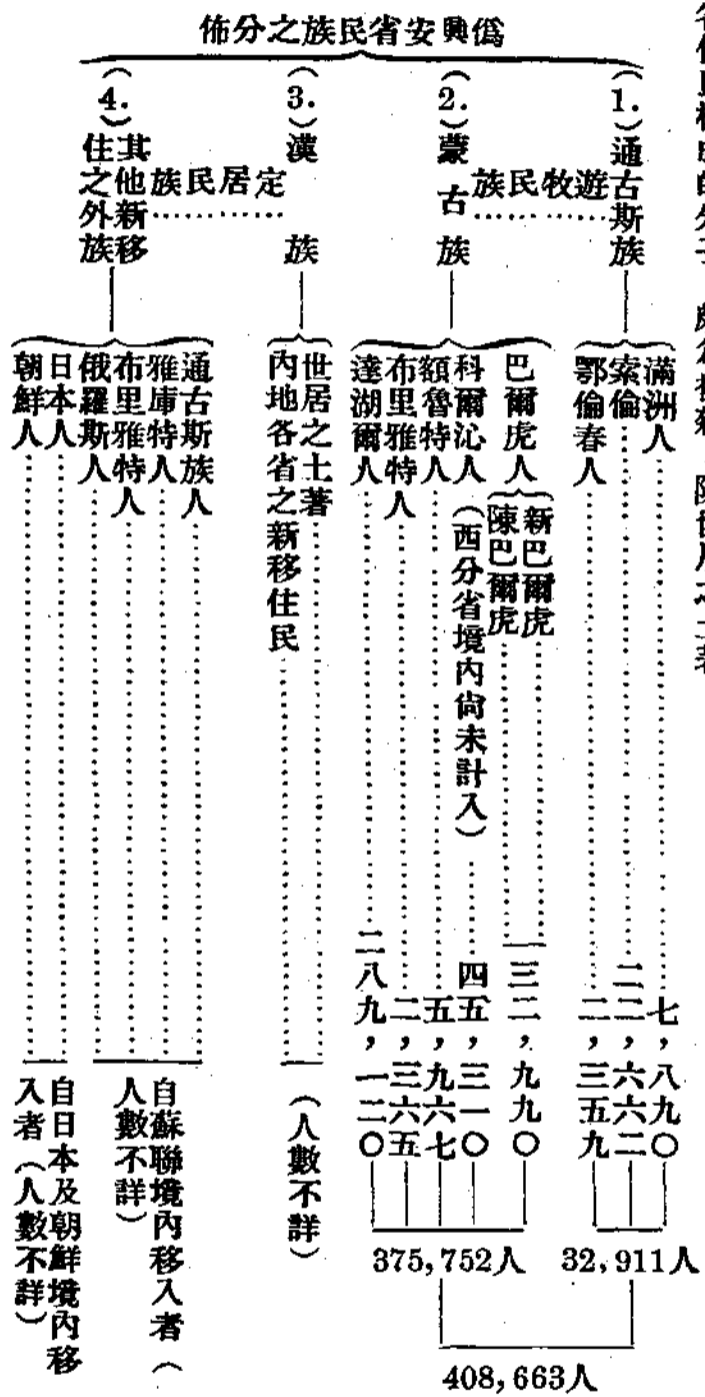 僞興安省民族之分佈
(1.)通古斯族
遊牧民族
(2.)蒙古族
(3.)漢族
定居民族
(4.)其他新移
住之外族
滿洲人……七,八九〇
索倫……二二,六六二
鄂倫春人……二,三五九
32,911人
巴爾虎人
新巴爾虎
陳巴爾虎
三二,九九〇
科爾沁人(西分省境內尙未計入)……四五,三一〇
額魯特人……五,九六七
布里雅特人……二,三六五
達湖爾人……二八九,一二〇
375,752人
408,663人
世居之土著
內地各省之新移住民
(人數不詳)
通古斯族人
雅庫特人
布里雅特人
俄羅斯人
自蘇聯境內移入者(
人數不詳)
日本人
朝鮮人
自日本及朝鮮境內移
入者(人數不詳)